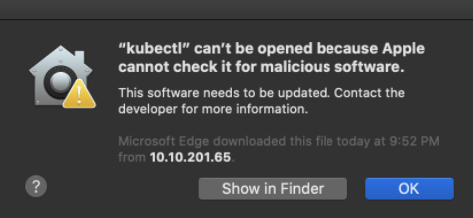 “kubectl” can’t be opened because Apple
cannot check it for malicious software.
This software needs to be updated. Contact the
developer for more information.
Microsoft Edge downloaded this file today at 9:52 PM
from 10.10.201.65.
?
Show in Finder
OK